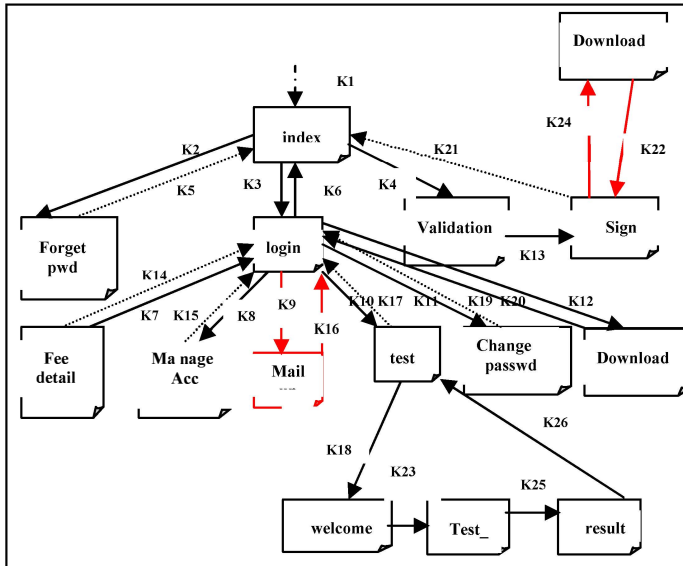 Download
K1
index
K24
K22
K2
K21
K5
K3
K6
K4
Forget
pwd
login
Validation
Sign
K13
K14
K7
K15
K8
K9
K16
K10
K17
K11
K19
K20
K12
Fee
detail
Ma nage
Acc
Mail
test
Change
passwd
Download
K18
K26
K23
K25
welcome
Test_
result